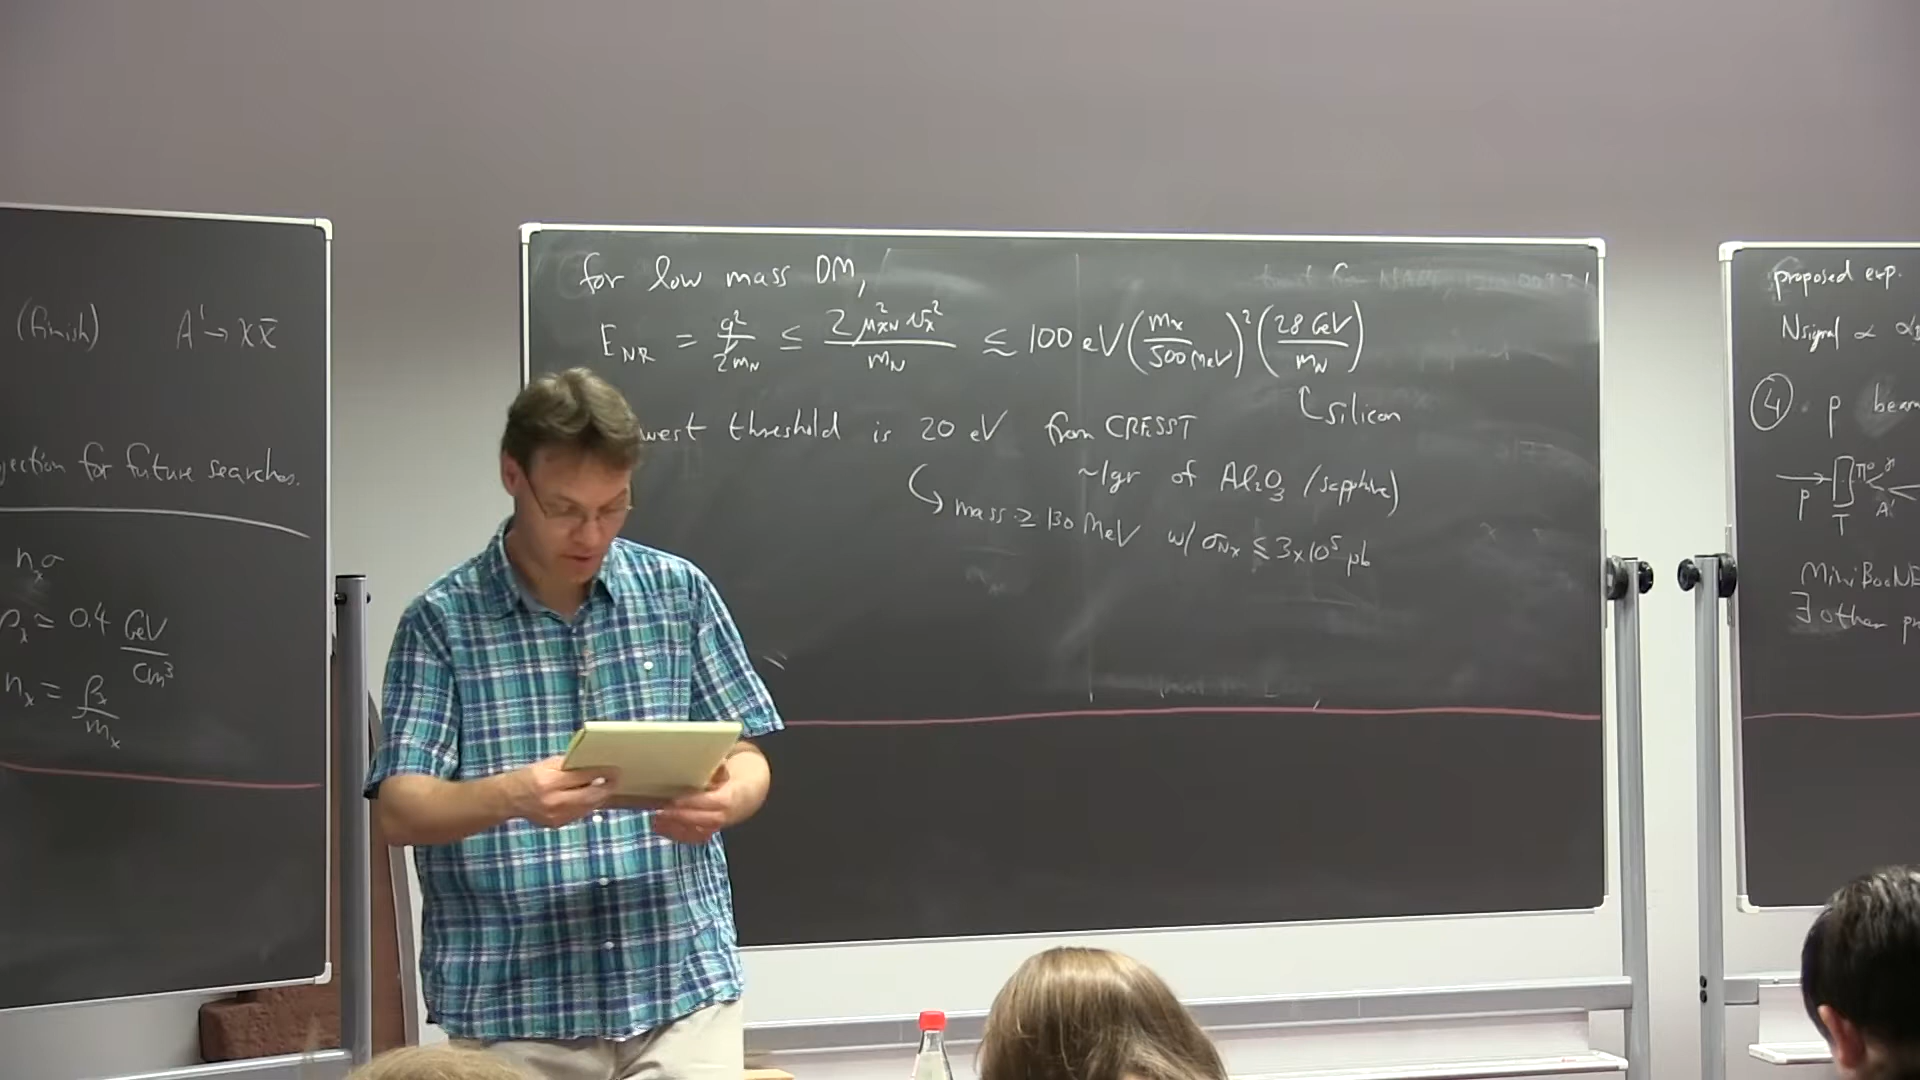 (finish) A' → χχ̄
jection for future searches.
n_χ σ
ρ_χ ≃ 0.4 GeV/cm³
n_χ = ρ_χ/m_χ
for low mass DM,
E_NR = q²/2m_N ≤ 2μ²_χN v_χ²/m_N ≲ 100 eV (m_χ/500 MeV)² (28 GeV/m_N)
silicon
west threshold is 20 eV from CRESST
~1gr of Al₂O₃ (sapphire)
↳ mass ≳ 130 MeV w/ σ_Nχ ≲ 3×10⁵ pb
proposed exp.
Nsignal ∝
④ p beam
p T π⁰ γ A'
MiniBooNE
∃ other